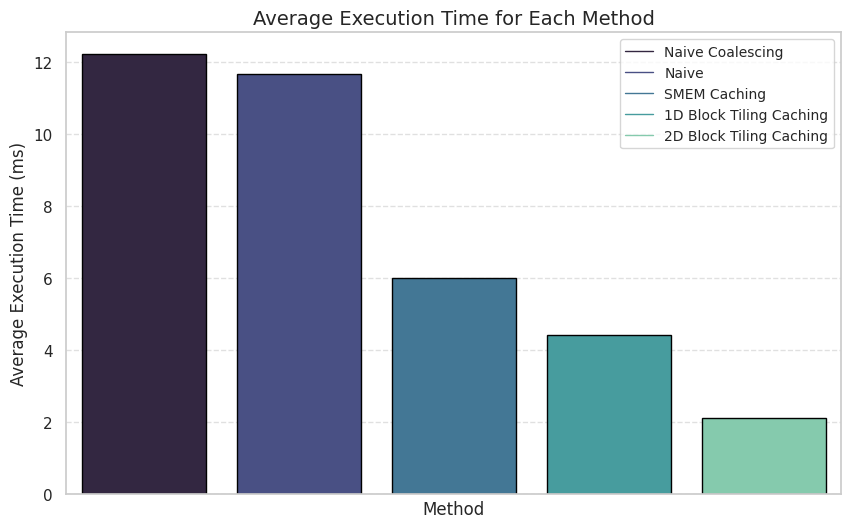 Average Execution Time for Each Method
Average Execution Time (ms)
12
10
8
6
4
2
0
Naive Coalescing
Naive
SMEM Caching
1D Block Tiling Caching
2D Block Tiling Caching
Method